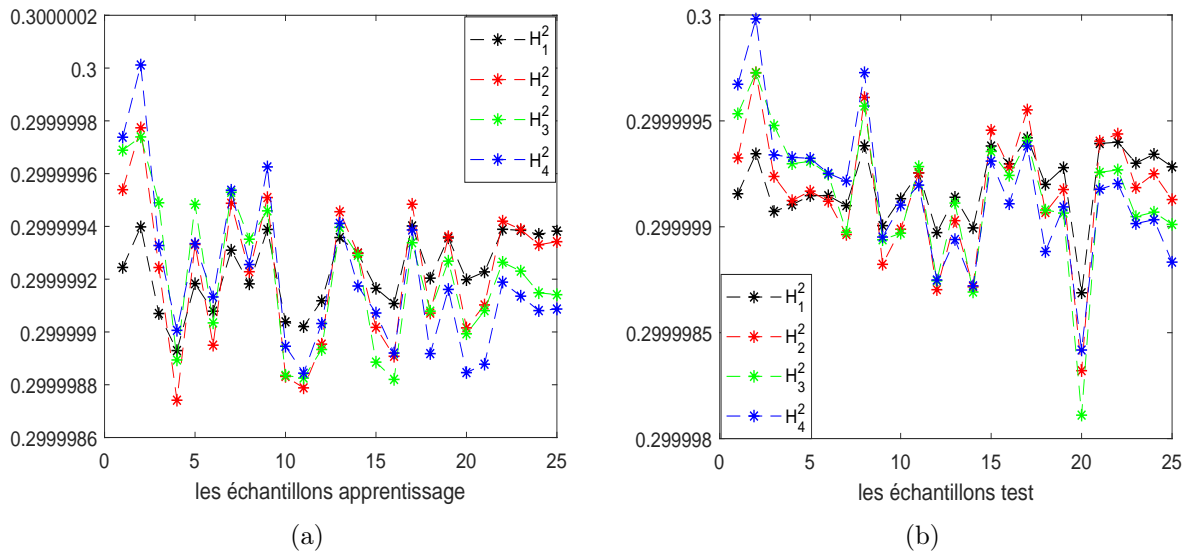 0.3000002
0.3
0.2999998
0.2999996
0.2999994
0.2999992
0.299999
0.2999988
0.2999986
0 5 10 15 20 25
les échantillons apprentissage
H₁²
H₂²
H₃²
H₄²
(a)
0.3
0.2999995
0.299999
0.2999985
0.299998
0 5 10 15 20 25
les échantillons test
H₁²
H₂²
H₃²
H₄²
(b)